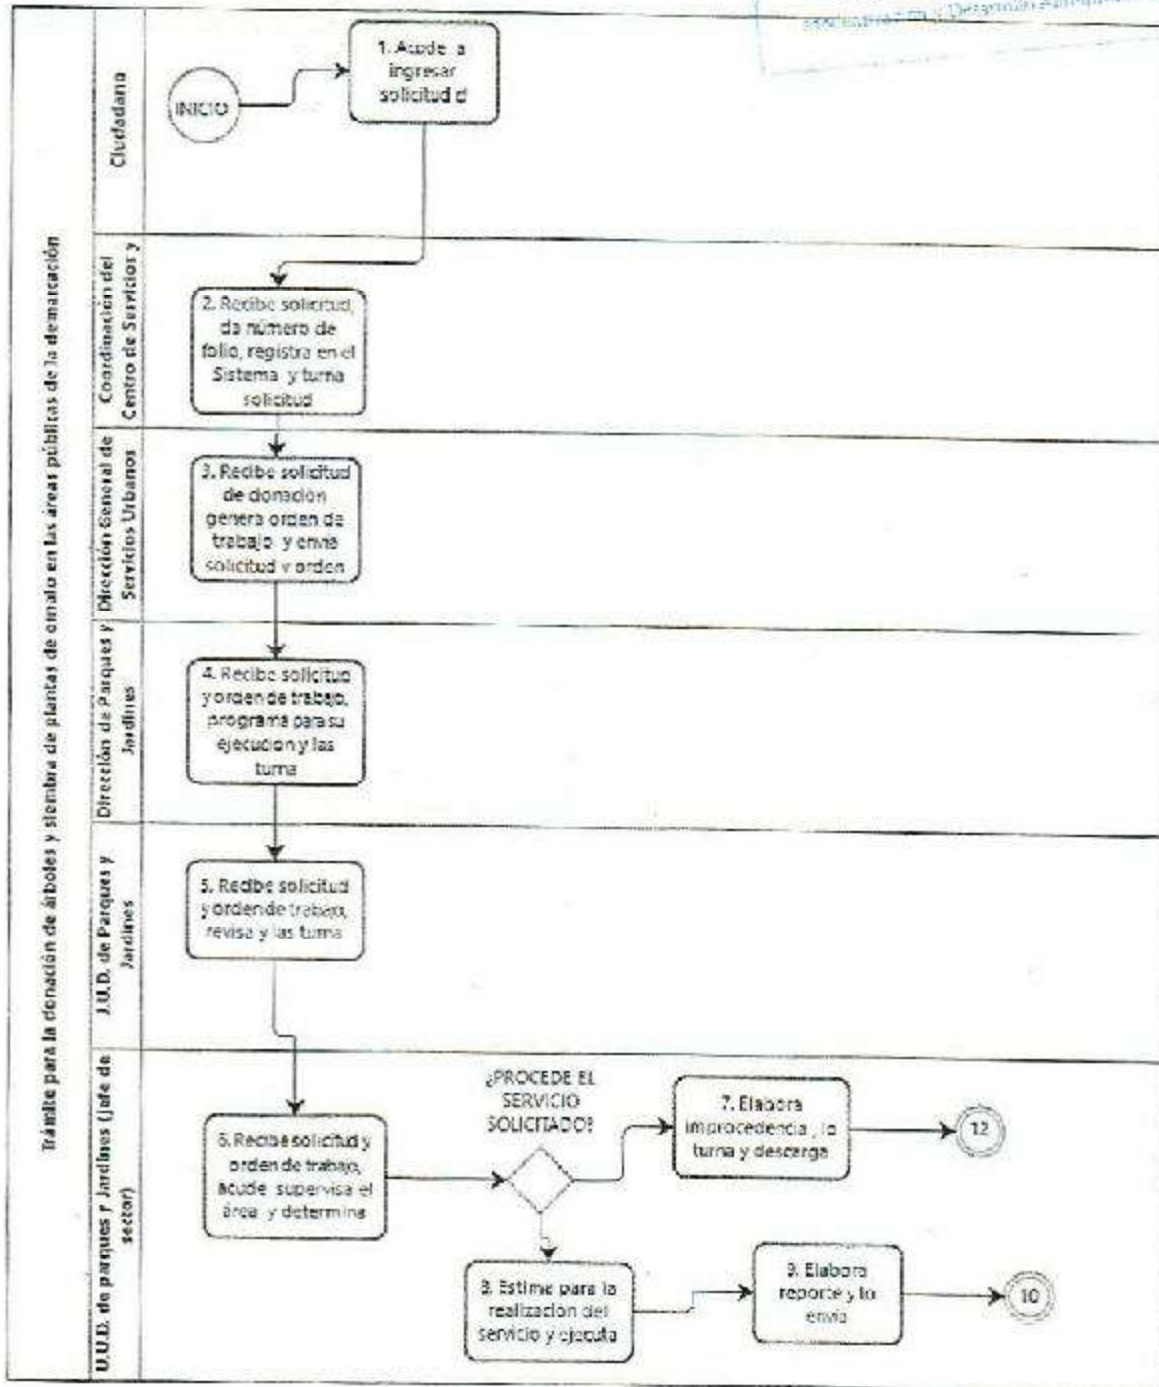 Trámite para la donación de árboles y siembra de plantas de ornato en las áreas públicas de la demarcación
Ciudadano
INICIO
1. Acude a
ingresar
solicitud d
Coordinación del
Centro de Servicios y
2. Recibe solicitud,
da número de
folio, registra en el
Sistema y turna
solicitud
Dirección General de
Servicios Urbanos
3. Recibe solicitud
de donación
genera orden de
trabajo y envía
solicitud y orden
Dirección de Parques y
Jardines
4. Recibe solicitud
y orden de trabajo,
programa para su
ejecucion y las
turna
J.U.D. de Parques y
Jardines
5. Recibe solicitud
y orden de trabajo,
revisa y las turna
U.U.D. de parques y Jardines (jefe de
sector)
6. Recibe solicitud y
orden de trabajo,
acude supervisa el
área y determina
¿PROCEDE EL
SERVICIO
SOLICITADO?
7. Elabora
improcedencia, lo
turna y descarga
12
8. Estima para la
realización del
servicio y ejecuta
9. Elabora
reporte y lo
envía
10